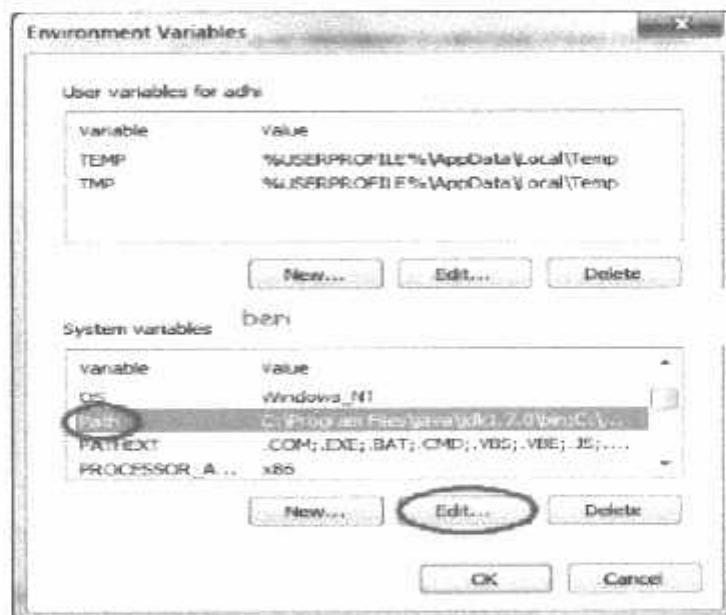 Environment Variables
User variables for adhi
Variable Value
TEMP %USERPROFILE%\AppData\Local\Temp
TMP %USERPROFILE%\AppData\Local\Temp
New... Edit... Delete
beri
System variables
Variable Value
OS Windows_NT
Path C:\Program Files\java\jdk1.7.0\bin;C:\...
PATHEXT .COM;.EXE;.BAT;.CMD;.VBS;.VBE;.JS;....
PROCESSOR_A... x86
New... Edit... Delete
OK Cancel